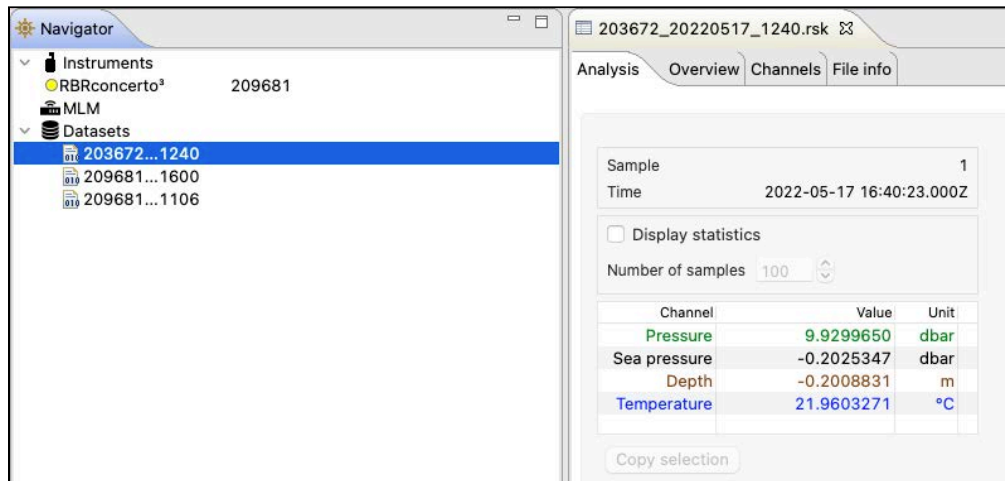 Navigator
Instruments
RBRconcerto³ 209681
MLM
Datasets
203672...1240
209681...1600
209681...1106
203672_20220517_1240.rsk
Analysis Overview Channels File info
Sample 1
Time 2022-05-17 16:40:23.000Z
Display statistics
Number of samples 100
Channel Value Unit
Pressure 9.9299650 dbar
Sea pressure -0.2025347 dbar
Depth -0.2008831 m
Temperature 21.9603271 °C
Copy selection